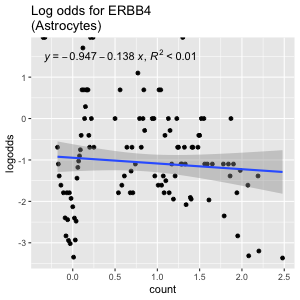 Log odds for ERBB4
(Astrocytes)
y = −0.947 − 0.138 x, R² < 0.01
1
0
-1
-2
-3
logodds
0.0 0.5 1.0 1.5 2.0 2.5
count